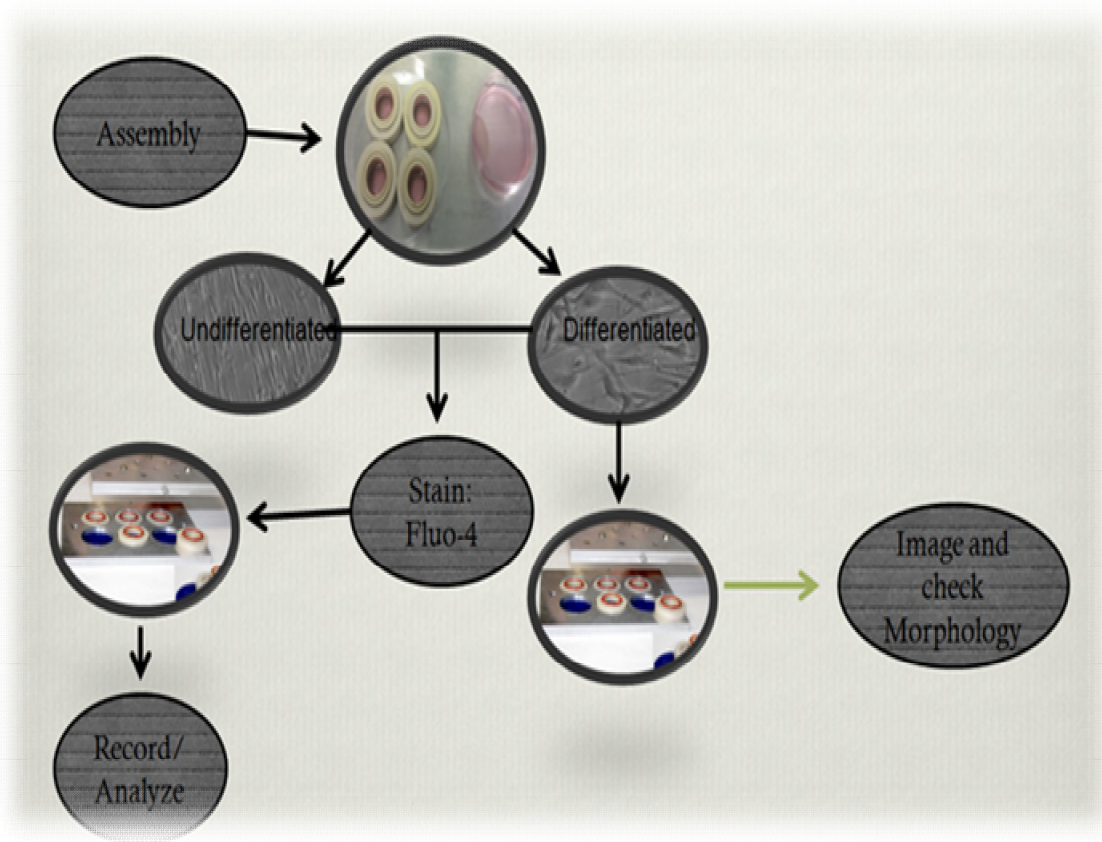 Assembly
Undifferentiated
Differentiated
Stain:
Fluo-4
Image and
check
Morphology
Record/
Analyze